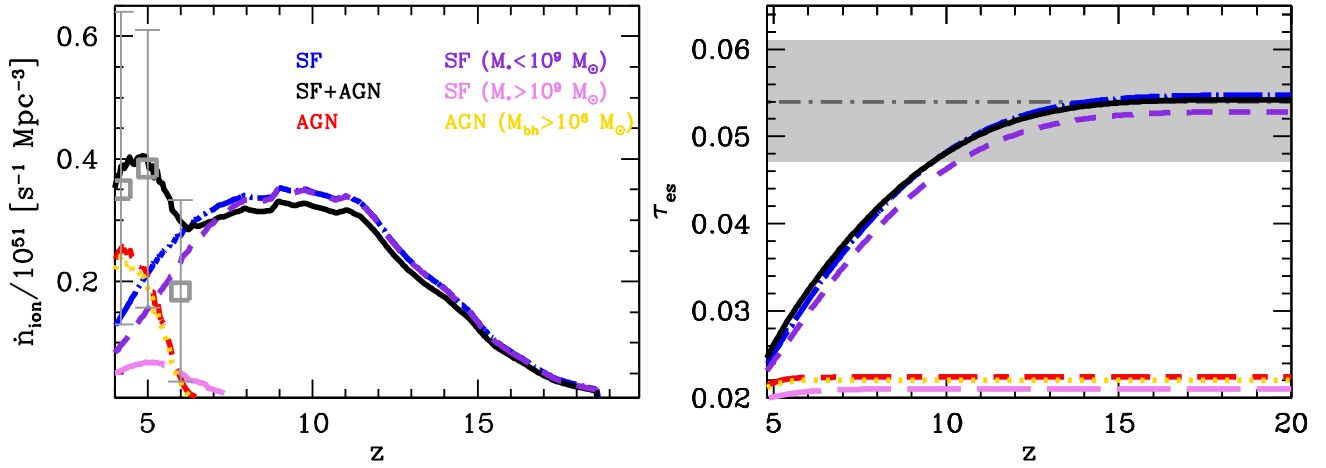 0.6
0.4
0.2
ṅion/10⁵¹ [s⁻¹ Mpc⁻³]
SF
SF+AGN
AGN
SF (M*<10⁹ M⊙)
SF (M*>10⁹ M⊙)
AGN (Mbh>10⁶ M⊙)
5
10
15
z
0.06
0.05
0.04
0.03
0.02
τes
5
10
15
20
z